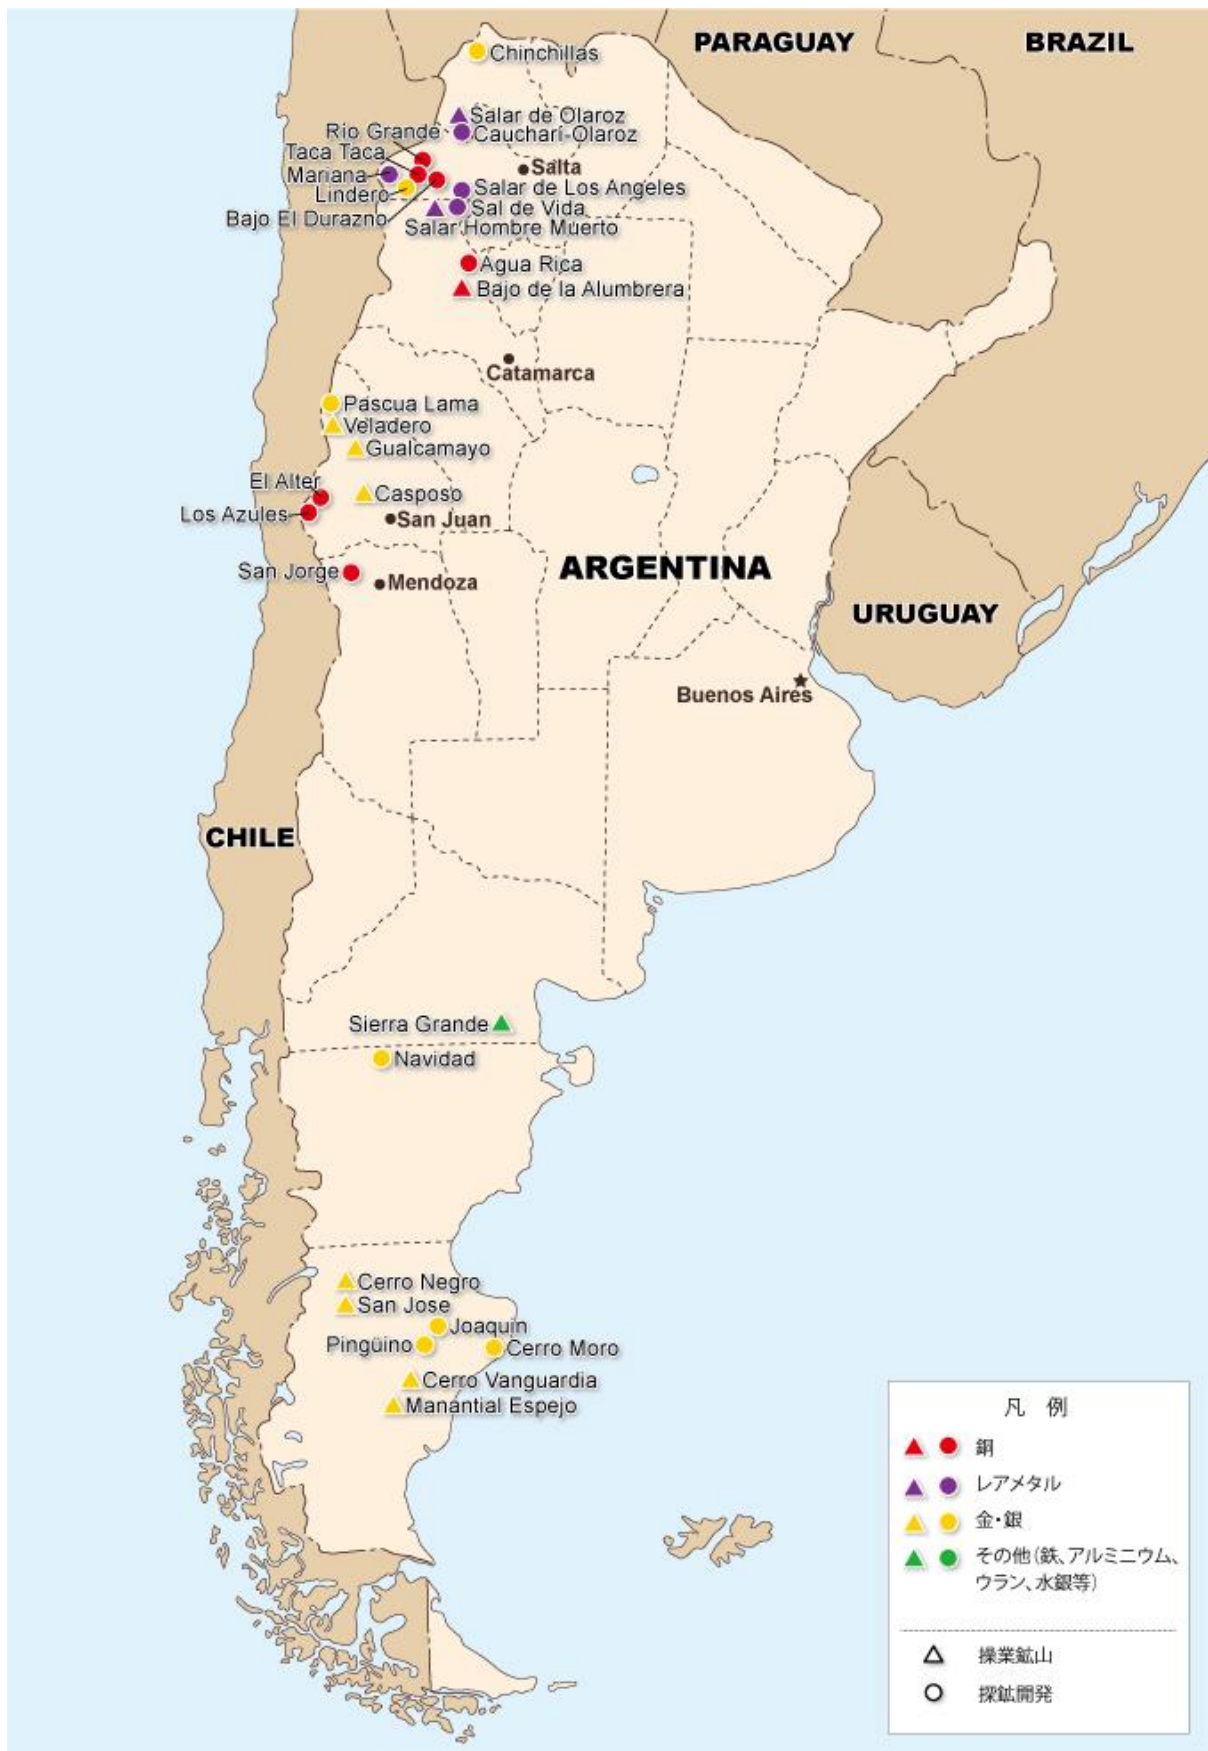 PARAGUAY
BRAZIL
Chinchillas
Salar de Olaroz
Rio Grande
Cauchari-Olaroz
Taca Taca
Salta
Mariana
Salar de Los Angeles
Lindero
Sal de Vida
Bajo El Durazno
Salar Hombre Muerto
Agua Rica
Bajo de la Alumbrera
Catamarca
Pascua Lama
Veladero
Gualcamayo
El Alter
Casposo
Los Azules
San Juan
ARGENTINA
San Jorge
Mendoza
URUGUAY
Buenos Aires
CHILE
Sierra Grande
Navidad
Cerro Negro
San Jose
Joaquin
Pingüino
Cerro Moro
Cerro Vanguardia
Manantial Espejo
凡 例
銅
レアメタル
金・銀
その他(鉄、アルミニウム、
ウラン、水銀等)
操業鉱山
探鉱開発